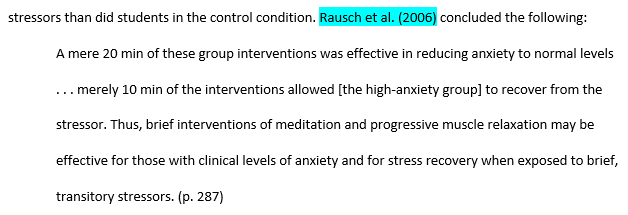 stressors than did students in the control condition. Rausch et al. (2006) concluded the following:
A mere 20 min of these group interventions was effective in reducing anxiety to normal levels
. . . merely 10 min of the interventions allowed [the high-anxiety group] to recover from the
stressor. Thus, brief interventions of meditation and progressive muscle relaxation may be
effective for those with clinical levels of anxiety and for stress recovery when exposed to brief,
transitory stressors. (p. 287)